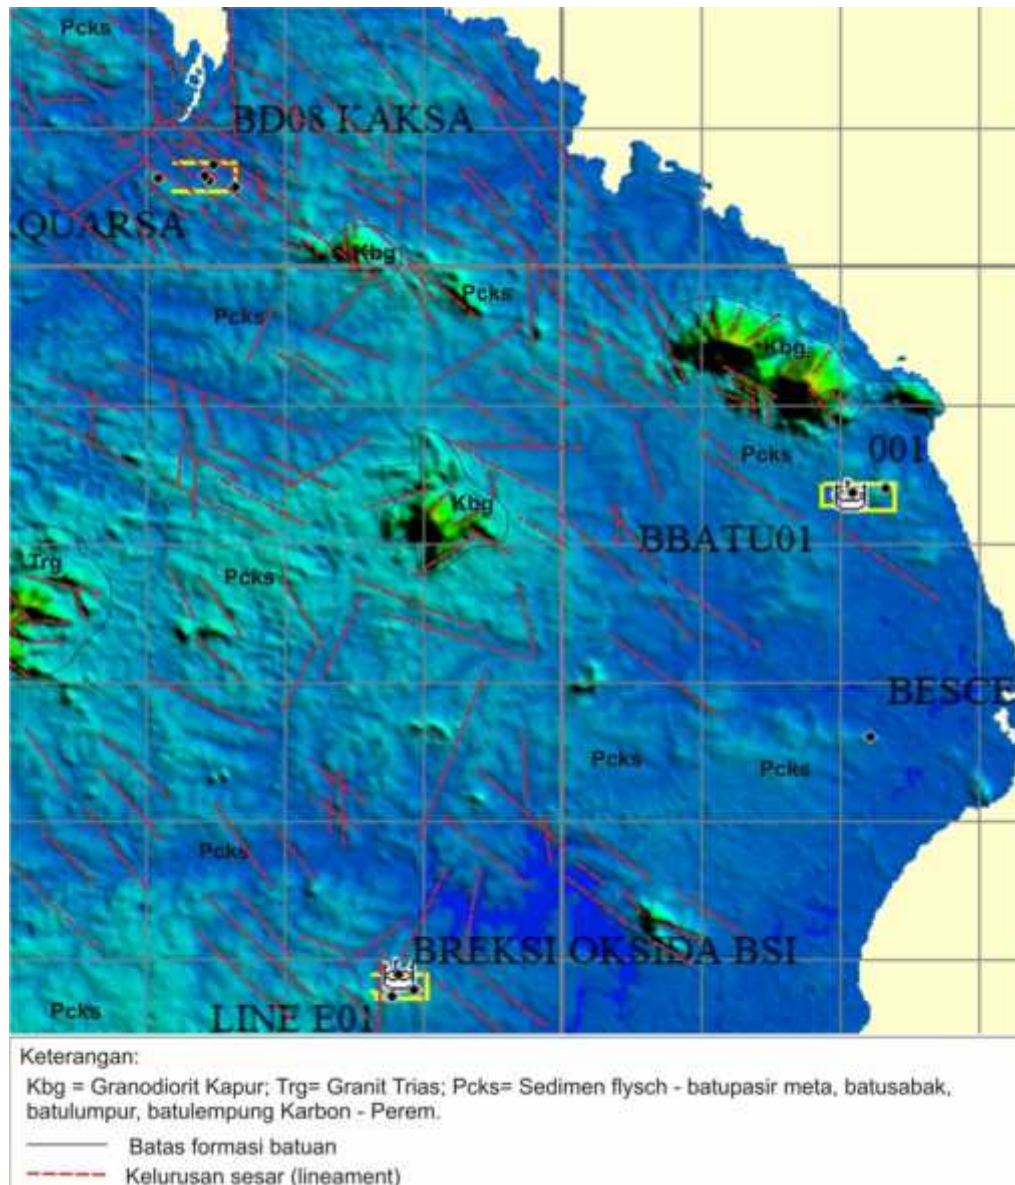 Pcks
BD08 KAKSA
RQUARSA
Kbg
Pcks
Pcks
Kbg
001
Pcks
Kbg
BBATU01
Trg
Pcks
BESCE
Pcks
Pcks
Pcks
BREKSI OKSIDA BSI
Pcks
LINE E01
Keterangan:
Kbg = Granodiorit Kapur; Trg= Granit Trias; Pcks= Sedimen flysch - batupasir meta, batusabak,
batulumpur, batulempung Karbon - Perem.
Batas formasi batuan
Kelurusan sesar (lineament)